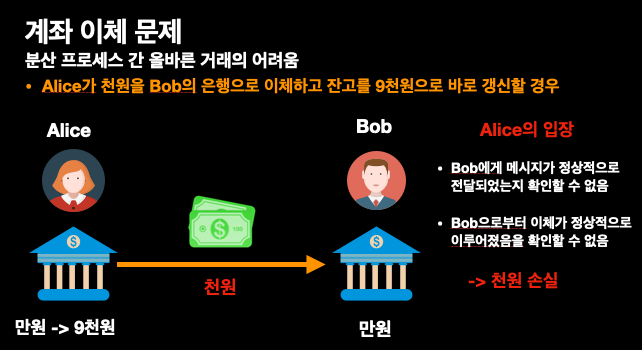 계좌 이체 문제
분산 프로세스 간 올바른 거래의 어려움
• Alice가 천원을 Bob의 은행으로 이체하고 잔고를 9천원으로 바로 갱신할 경우
Alice
Bob
Alice의 입장
• Bob에게 메시지가 정상적으로
전달되었는지 확인할 수 없음
• Bob으로부터 이체가 정상적으로
이루어졌음을 확인할 수 없음
-> 천원 손실
$
100
$
$
천원
만원 -> 9천원
만원